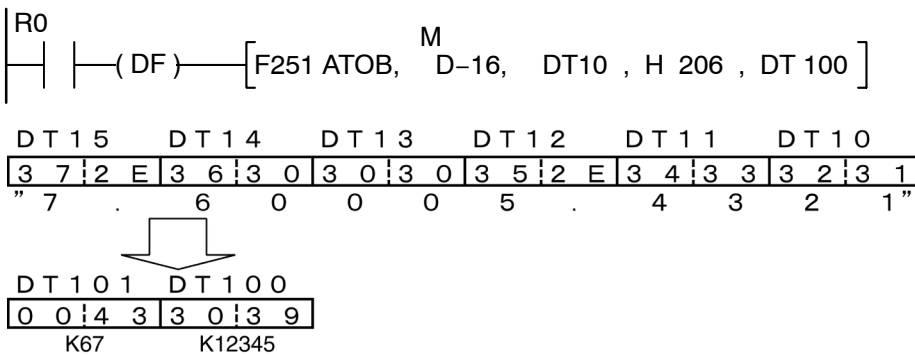 R0
( DF ) [ F251 ATOB, M D−16, DT10 , H 206 , DT 100 ]
DT15 DT14 DT13 DT12 DT11 DT10
3 7 2 E 3 6 3 0 3 0 3 0 3 5 2 E 3 4 3 3 3 2 3 1
” 7 . 6 0 0 0 5 . 4 3 2 1 ”
DT101 DT100
0 0 4 3 3 0 3 9
K67 K12345